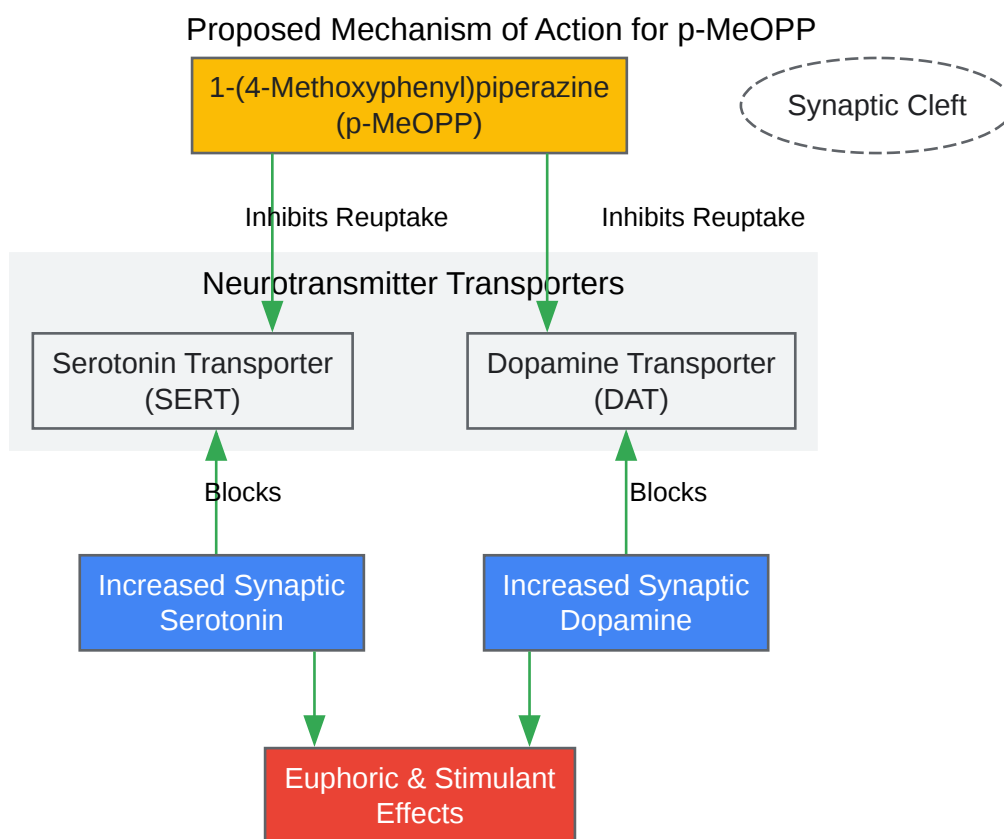 Proposed Mechanism of Action for p-MeOPP
1-(4-Methoxyphenyl)piperazine
(p-MeOPP)
Synaptic Cleft
Inhibits Reuptake
Inhibits Reuptake
Neurotransmitter Transporters
Serotonin Transporter
(SERT)
Dopamine Transporter
(DAT)
Blocks
Blocks
Increased Synaptic
Serotonin
Increased Synaptic
Dopamine
Euphoric & Stimulant
Effects